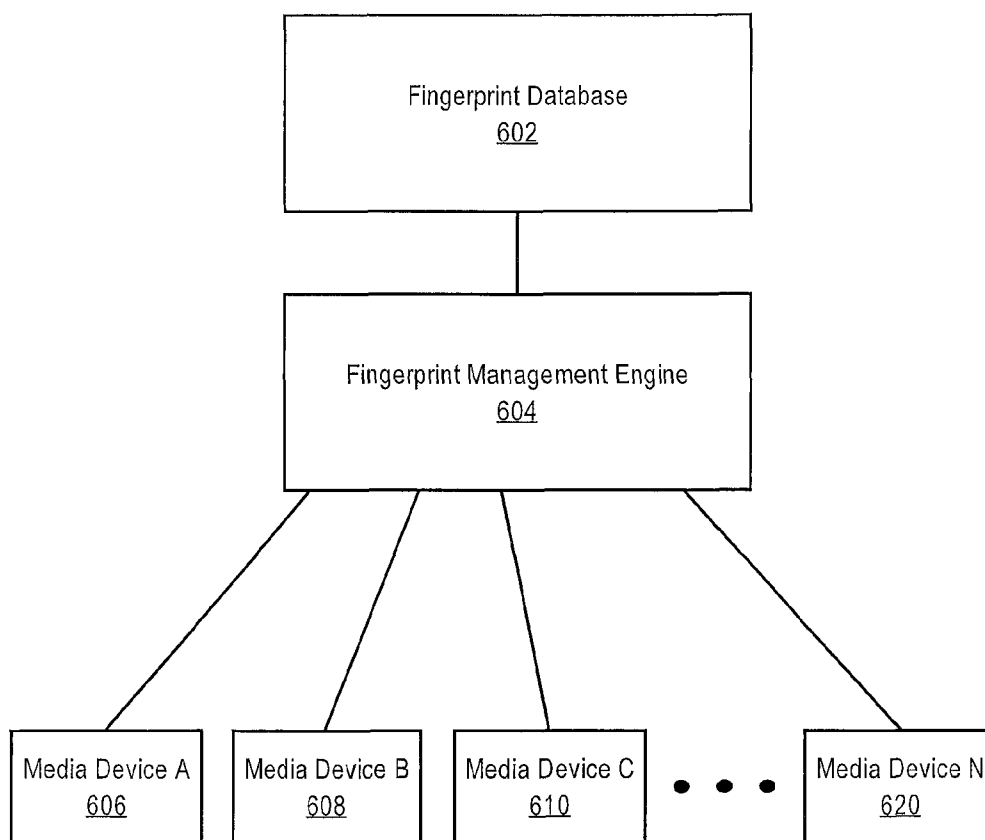 Fingerprint Database
602
Fingerprint Management Engine
604
Media Device A
606
Media Device B
608
Media Device C
610
Media Device N
620